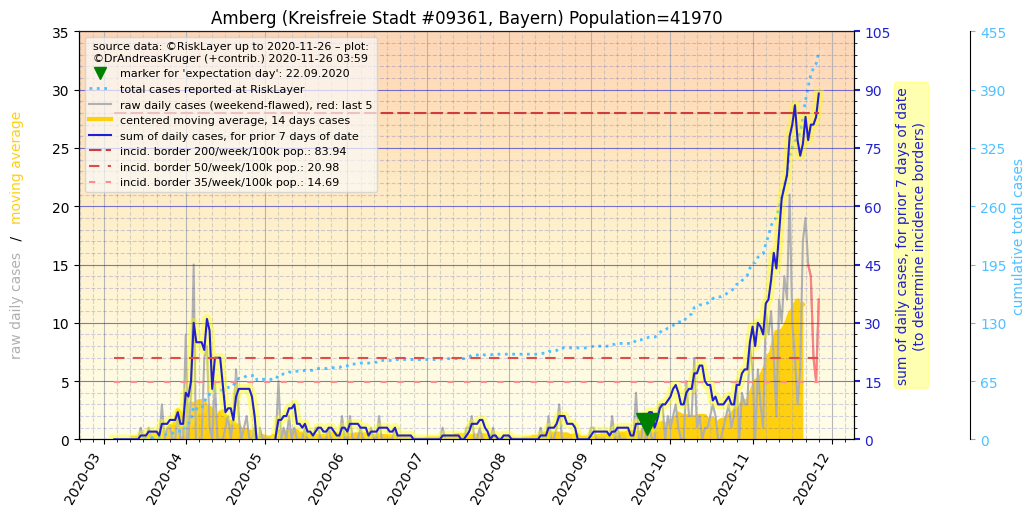 Amberg (Kreisfreie Stadt #09361, Bayern) Population=41970
source data: ©RiskLayer up to 2020-11-26 – plot:
©DrAndreasKruger (+contrib.) 2020-11-26 03:59
marker for 'expectation day': 22.09.2020
total cases reported at RiskLayer
raw daily cases (weekend-flawed), red: last 5
centered moving average, 14 days cases
sum of daily cases, for prior 7 days of date
incid. border 200/week/100k pop.: 83.94
incid. border 50/week/100k pop.: 20.98
incid. border 35/week/100k pop.: 14.69
raw daily cases / moving average
35
30
25
20
15
10
5
0
2020-03
2020-04
2020-05
2020-06
2020-07
2020-08
2020-09
2020-10
2020-11
2020-12
105
90
75
60
45
30
15
0
sum of daily cases, for prior 7 days of date
(to determine incidence borders)
455
390
325
260
195
130
65
0
cumulative total cases